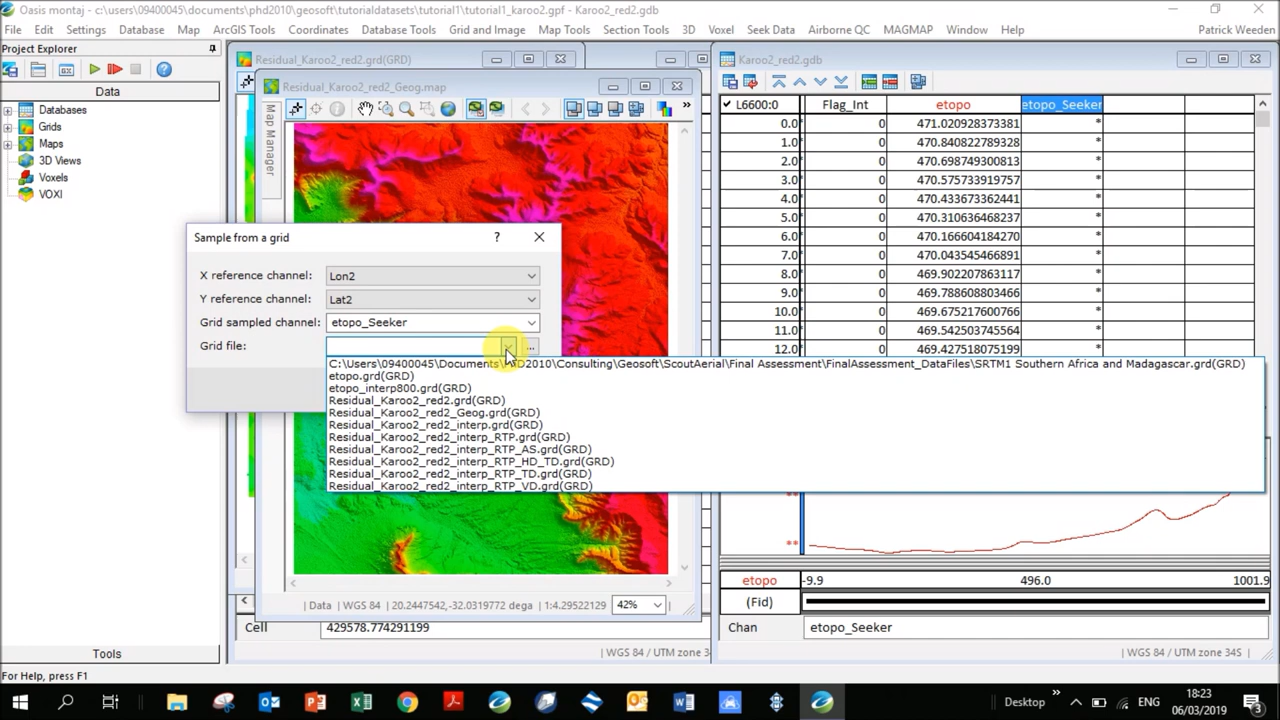 Oasis montaj - c:\users\09400045\documents\phd2010\geosoft\tutorialdatasets\tutorial1\tutorial1_karoo2.gpf - Karoo2_red2.gdb
File Edit Settings Database Map ArcGIS Tools Coordinates Database Tools Grid and Image Map Tools Section Tools 3D Voxel Seek Data Airborne QC MAGMAP Window Help Patrick Weeden
Project Explorer
Data
Databases
Grids
Maps
3D Views
Voxels
VOXI
Tools
Residual_Karoo2_red2.grd(GRD)
Residual_Karoo2_red2_Geog.map
Map Manager
Sample from a grid ?
X reference channel: Lon2
Y reference channel: Lat2
Grid sampled channel: etopo_Seeker
Grid file: ...
C:\Users\09400045\Documents\PhD2010\Consulting\Geosoft\ScoutAerial\Final Assessment\FinalAssessment_DataFiles\SRTM1 Southern Africa and Madagascar.grd(GRD)
etopo.grd(GRD)
etopo_interp800.grd(GRD)
Residual_Karoo2_red2.grd(GRD)
Residual_Karoo2_red2_Geog.grd(GRD)
Residual_Karoo2_red2_interp.grd(GRD)
Residual_Karoo2_red2_interp_RTP.grd(GRD)
Residual_Karoo2_red2_interp_RTP_AS.grd(GRD)
Residual_Karoo2_red2_interp_RTP_HD_TD.grd(GRD)
Residual_Karoo2_red2_interp_RTP_TD.grd(GRD)
Residual_Karoo2_red2_interp_RTP_VD.grd(GRD)
Data WGS 84 20.2447542,-32.0319772 dega 1:4.29522129 42%
Cell 429578.774291199
WGS 84 / UTM zone 34
Karoo2_red2.gdb
L6600:0 Flag_Int etopo etopo_Seeker
0.0 0 471.020928373381 *
1.0 0 470.840822789328 *
2.0 0 470.698749300813 *
3.0 0 470.575733919757 *
4.0 0 470.433673362441 *
5.0 0 470.310636468237 *
6.0 0 470.166604184270 *
7.0 0 470.043545466891 *
8.0 0 469.902207863117 *
9.0 0 469.788608803466 *
10.0 0 469.675217600766 *
11.0 0 469.542504345564 *
12.0 0 469.427518075199 *
**
**
etopo -9.9 496.0 1001.9
(Fid)
Chan etopo_Seeker
WGS 84 / UTM zone 34S
For Help, press F1
Desktop » ENG 18:23
06/03/2019 3